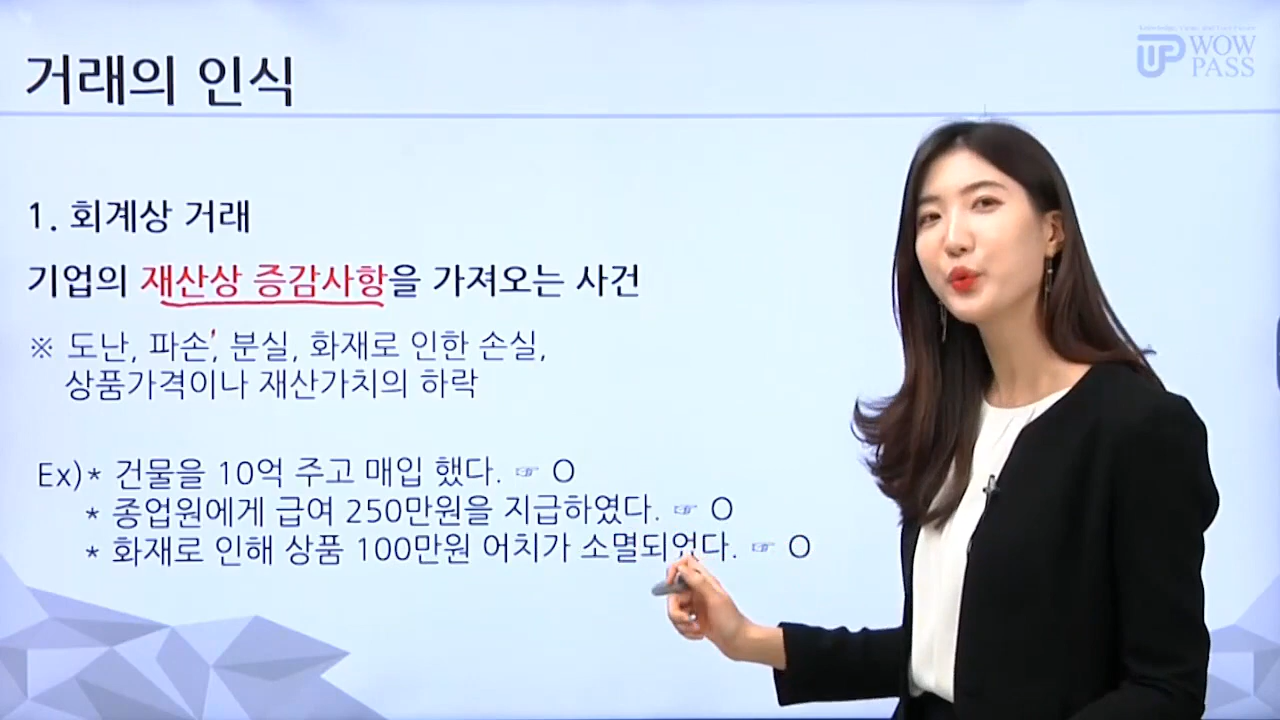 거래의 인식
WOW
PASS
1. 회계상 거래
기업의 재산상 증감사항을 가져오는 사건
※ 도난, 파손, 분실, 화재로 인한 손실,
상품가격이나 재산가치의 하락
Ex)* 건물을 10억 주고 매입 했다. ☞ O
* 종업원에게 급여 250만원을 지급하였다. ☞ O
* 화재로 인해 상품 100만원 어치가 소멸되었다. ☞ O